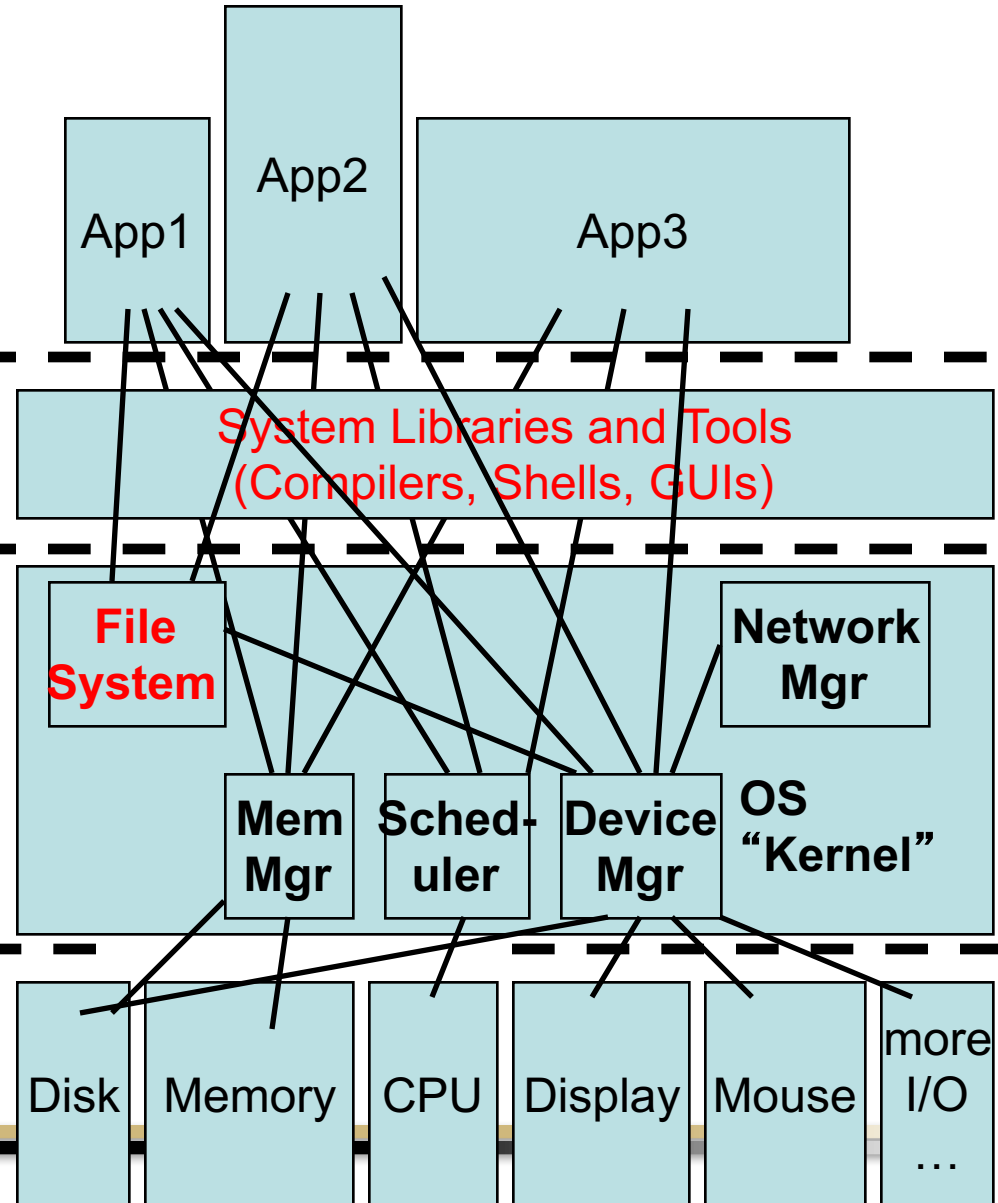 App1
App2
App3
System Libraries and Tools
(Compilers, Shells, GUIs)
File
System
Network
Mgr
Mem
Mgr
Sched-
uler
Device
Mgr
OS
“Kernel”
Disk
Memory
CPU
Display
Mouse
more
I/O
…